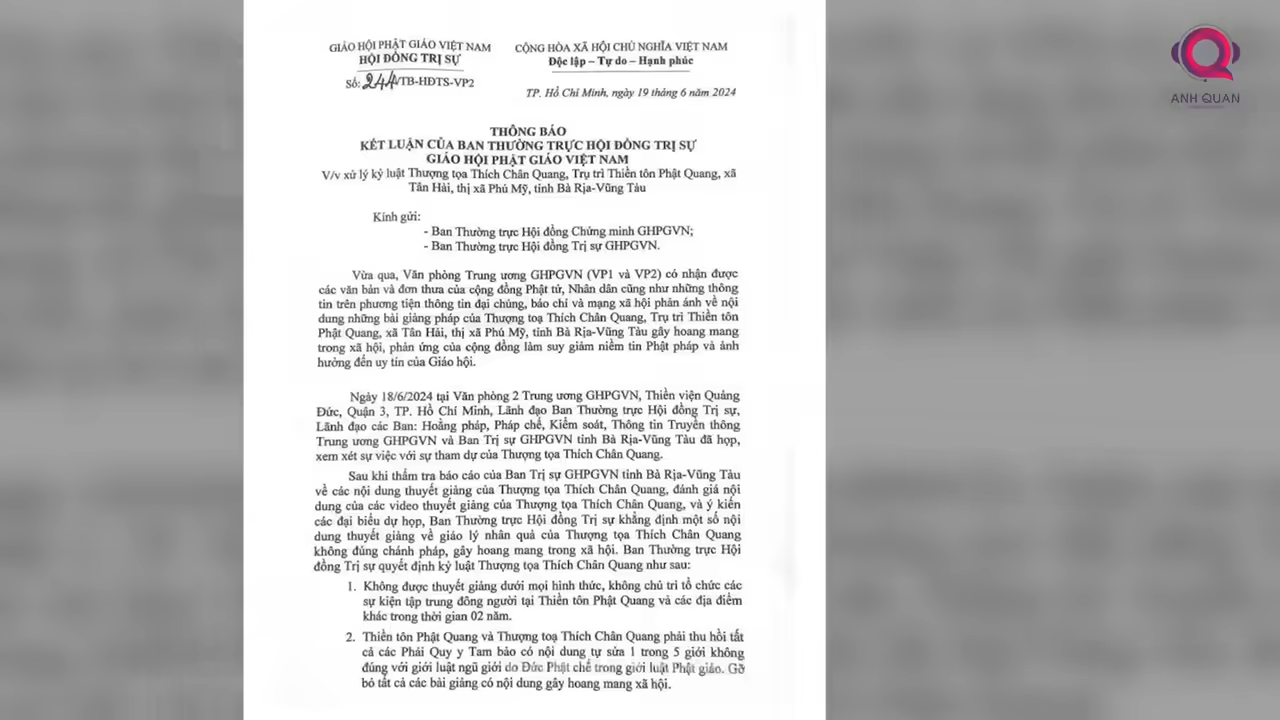 GIÁO HỘI PHẬT GIÁO VIỆT NAM
HỘI ĐỒNG TRỊ SỰ
Số: 244/TB-HĐTS-VP2
CỘNG HÒA XÃ HỘI CHỦ NGHĨA VIỆT NAM
Độc lập – Tự do – Hạnh phúc
TP. Hồ Chí Minh, ngày 19 tháng 6 năm 2024
THÔNG BÁO
KẾT LUẬN CỦA BAN THƯỜNG TRỰC HỘI ĐỒNG TRỊ SỰ
GIÁO HỘI PHẬT GIÁO VIỆT NAM
V/v xử lý kỷ luật Thượng tọa Thích Chân Quang, Trụ trì Thiền tôn Phật Quang, xã
Tân Hải, thị xã Phú Mỹ, tỉnh Bà Rịa-Vũng Tàu
Kính gửi:
- Ban Thường trực Hội đồng Chứng minh GHPGVN;
- Ban Thường trực Hội đồng Trị sự GHPGVN.
Vừa qua, Văn phòng Trung ương GHPGVN (VP1 và VP2) có nhận được
các văn bản và đơn thưa của cộng đồng Phật tử, Nhân dân cũng như những thông
tin trên phương tiện thông tin đại chúng, báo chí và mạng xã hội phản ánh về nội
dung những bài giảng pháp của Thượng toạ Thích Chân Quang, Trụ trì Thiền tôn
Phật Quang, xã Tân Hải, thị xã Phú Mỹ, tỉnh Bà Rịa-Vũng Tàu gây hoang mang
trong xã hội, phản ứng của cộng đồng làm suy giảm niềm tin Phật pháp và ảnh
hưởng đến uy tín của Giáo hội.
Ngày 18/6/2024 tại Văn phòng 2 Trung ương GHPGVN, Thiền viện Quảng
Đức, Quận 3, TP. Hồ Chí Minh, Lãnh đạo Ban Thường trực Hội đồng Trị sự,
Lãnh đạo các Ban: Hoằng pháp, Pháp chế, Kiểm soát, Thông tin Truyền thông
Trung ương GHPGVN và Ban Trị sự GHPGVN tỉnh Bà Rịa-Vũng Tàu đã họp,
xem xét sự việc với sự tham dự của Thượng tọa Thích Chân Quang.
Sau khi thẩm tra báo cáo của Ban Trị sự GHPGVN tỉnh Bà Rịa-Vũng Tàu
về các nội dung thuyết giảng của Thượng tọa Thích Chân Quang, đánh giá nội
dung của các video thuyết giảng của Thượng tọa Thích Chân Quang, và ý kiến
các đại biểu dự họp, Ban Thường trực Hội đồng Trị sự khẳng định một số nội
dung thuyết giảng về giáo lý nhân quả của Thượng tọa Thích Chân Quang
không đúng chánh pháp, gây hoang mang trong xã hội. Ban Thường trực Hội
đồng Trị sự quyết định kỷ luật Thượng tọa Thích Chân Quang như sau:
1. Không được thuyết giảng dưới mọi hình thức, không chủ trì tổ chức các
sự kiện tập trung đông người tại Thiền tôn Phật Quang và các địa điểm
khác trong thời gian 02 năm.
2. Thiền tôn Phật Quang và Thượng toạ Thích Chân Quang phải thu hồi tất
cả các Phái Quy y Tam bảo có nội dung tự sửa 1 trong 5 giới không
đúng với giới luật ngũ giới do Đức Phật chế trong giới luật Phật giáo. Gỡ
bỏ tất cả các bài giảng có nội dung gây hoang mang xã hội.
ANH QUAN